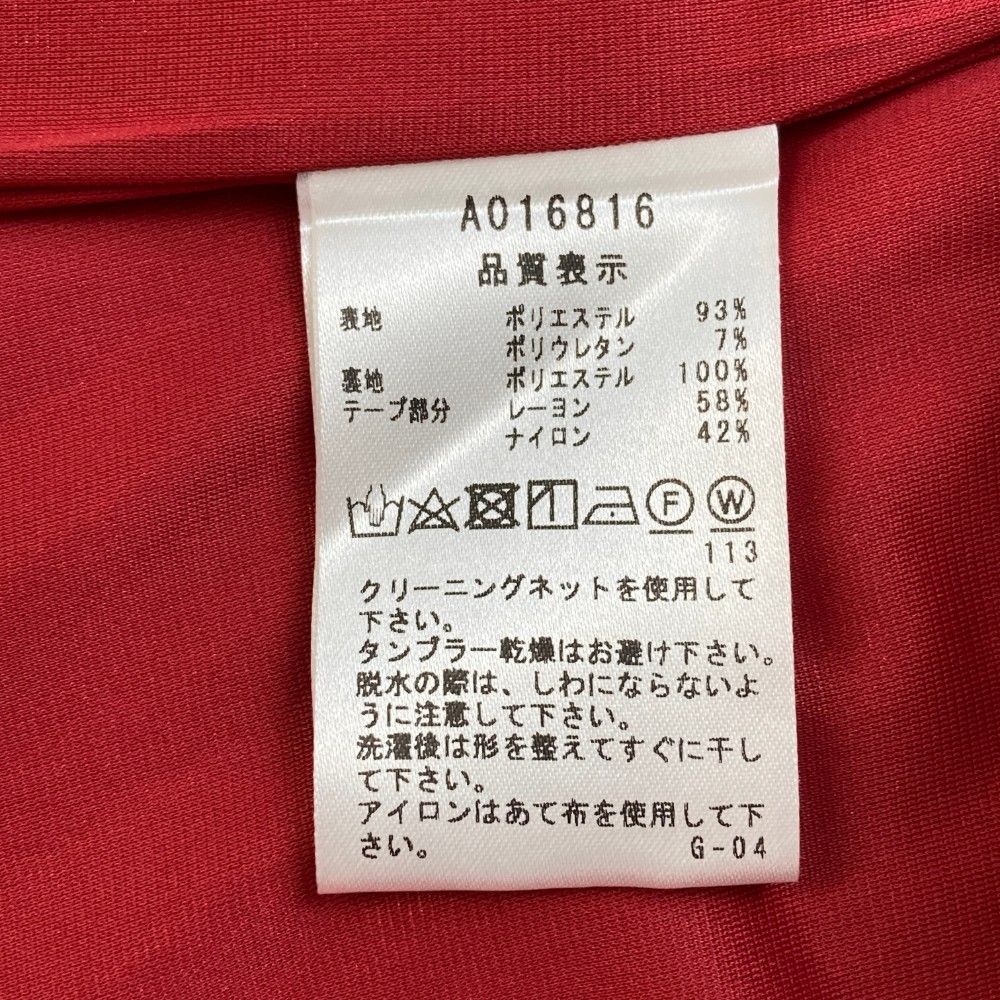 A016816
品質表示
表地 ポリエステル 93%
ポリウレタン 7%
裏地 ポリエステル 100%
テープ部分 レーヨン 58%
ナイロン 42%
F W
113
クリーニングネットを使用して
下さい。
タンブラー乾燥はお避け下さい。
脱水の際は、しわにならないよ
うに注意して下さい。
洗濯後は形を整えてすぐに干し
て下さい。
アイロンはあて布を使用して下
さい。 G-04